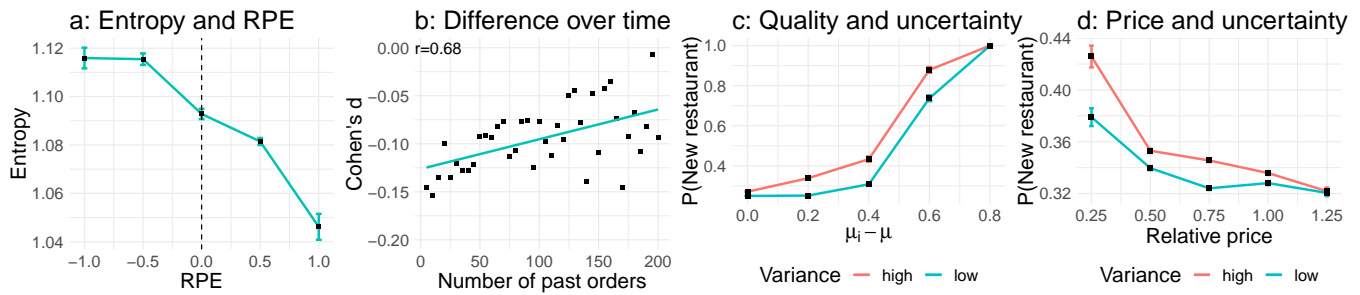 a: Entropy and RPE
Entropy
1.12
1.10
1.08
1.06
1.04
−1.0 −0.5 0.0 0.5 1.0
RPE
b: Difference over time
r=0.68
Cohen's d
0.00
−0.05
−0.10
−0.15
−0.20
0 50 100 150 200
Number of past orders
c: Quality and uncertainty
P(New restaurant)
1.0
0.8
0.6
0.4
0.0 0.2 0.4 0.6 0.8
μi − μ
Variance high low
d: Price and uncertainty
P(New restaurant)
0.44
0.40
0.36
0.32
0.25 0.50 0.75 1.00 1.25
Relative price
Variance high low